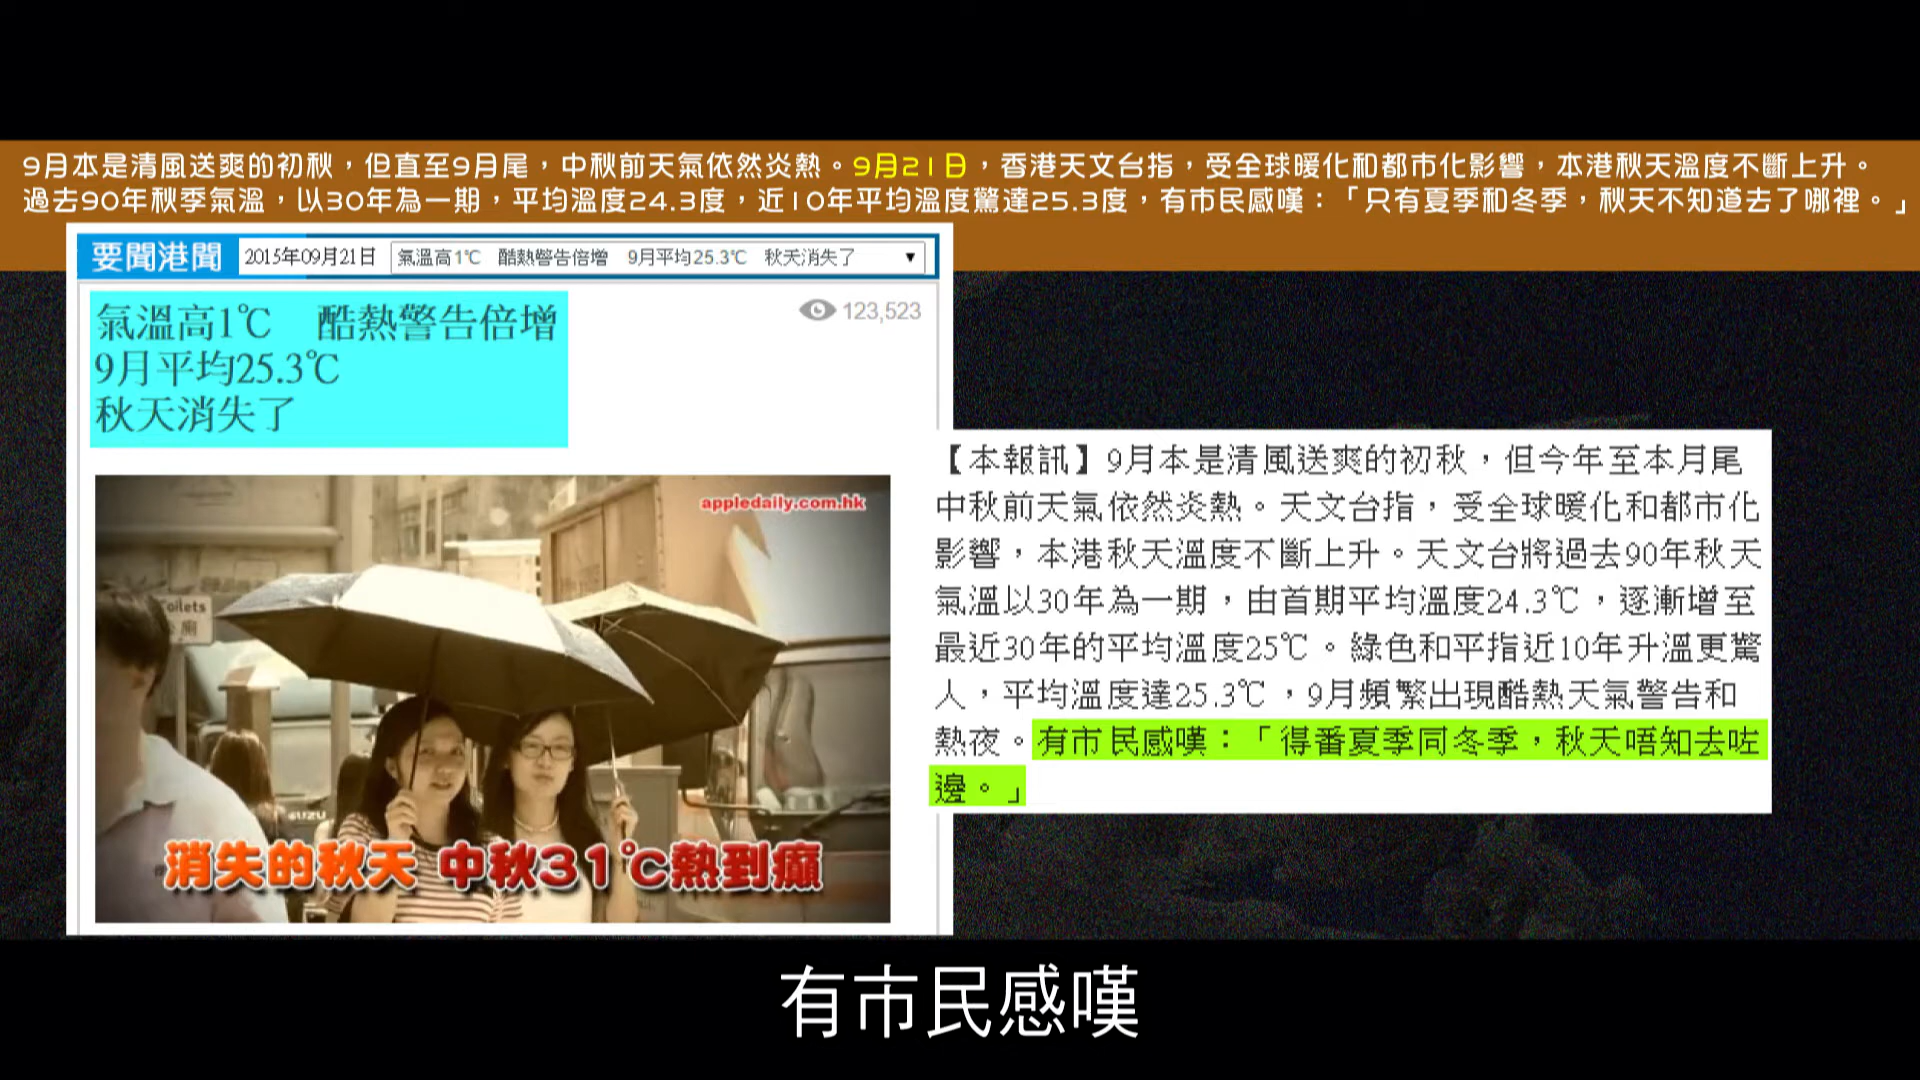 9月本是清風送爽的初秋，但直至9月尾，中秋前天氣依然炎熱。9月21日，香港天文台指，受全球暖化和都市化影響，本港秋天溫度不斷上升。
過去90年秋季氣溫，以30年為一期，平均溫度24.3度，近10年平均溫度驚達25.3度，有市民感嘆：「只有夏季和冬季，秋天不知道去了哪裡。」
要聞港聞 2015年09月21日 氣溫高1℃ 酷熱警告倍增 9月平均25.3℃ 秋天消失了
氣溫高1℃ 酷熱警告倍增
9月平均25.3℃
秋天消失了
123,523
appledaily.com.hk
Toilets
廁
SUZU
消失的秋天 中秋31℃熱到癲
【本報訊】9月本是清風送爽的初秋，但今年至本月尾
中秋前天氣依然炎熱。天文台指，受全球暖化和都市化
影響，本港秋天溫度不斷上升。天文台將過去90年秋天
氣溫以30年為一期，由首期平均溫度24.3℃，逐漸增至
最近30年的平均溫度25℃。綠色和平指近10年升溫更驚
人，平均溫度達25.3℃，9月頻繁出現酷熱天氣警告和
熱夜。有市民感嘆：「得番夏季同冬季，秋天唔知去咗
邊。」
有市民感嘆